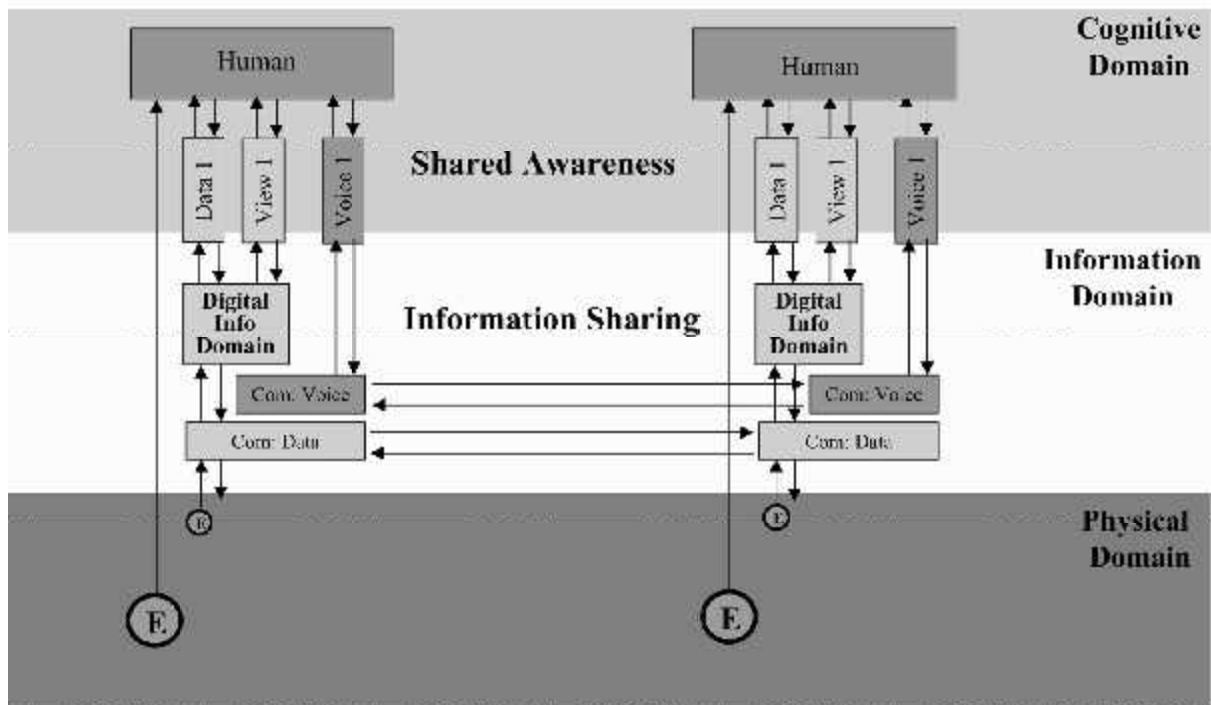 Cognitive
Domain
Human
Human
Data 1
View 1
Voice 1
Shared Awareness
Data 1
View 1
Voice 1
Information
Domain
Digital
Info
Domain
Information Sharing
Digital
Info
Domain
Com: Voice
Com: Voice
Com: Data
Com: Data
E
E
Physical
Domain
E
E